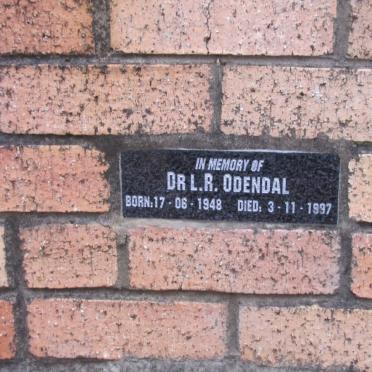 IN MEMORY OF
DR L.R. ODENDAL
BORN: 17 - 06 - 1948 DIED: 3 - 11 - 1997